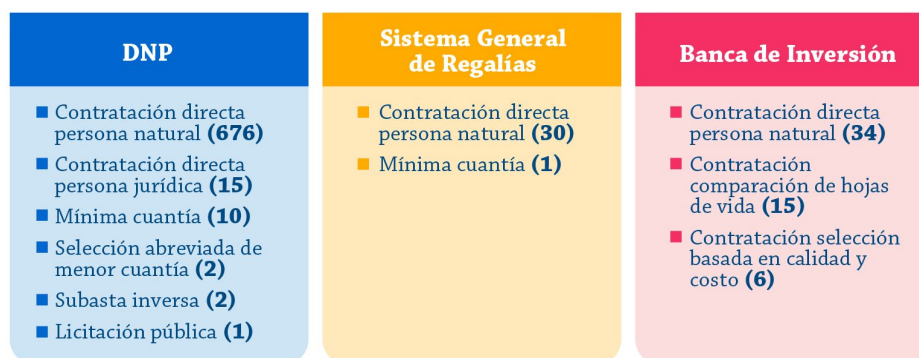 DNP
Contratación directa
persona natural (676)
Contratación directa
persona jurídica (15)
Mínima cuantía (10)
Selección abreviada de
menor cuantía (2)
Subasta inversa (2)
Licitación pública (1)
Sistema General
de Regalías
Contratación directa
persona natural (30)
Mínima cuantía (1)
Banca de Inversión
Contratación directa
persona natural (34)
Contratación
comparación de hojas
de vida (15)
Contratación selección
basada en calidad y
costo (6)